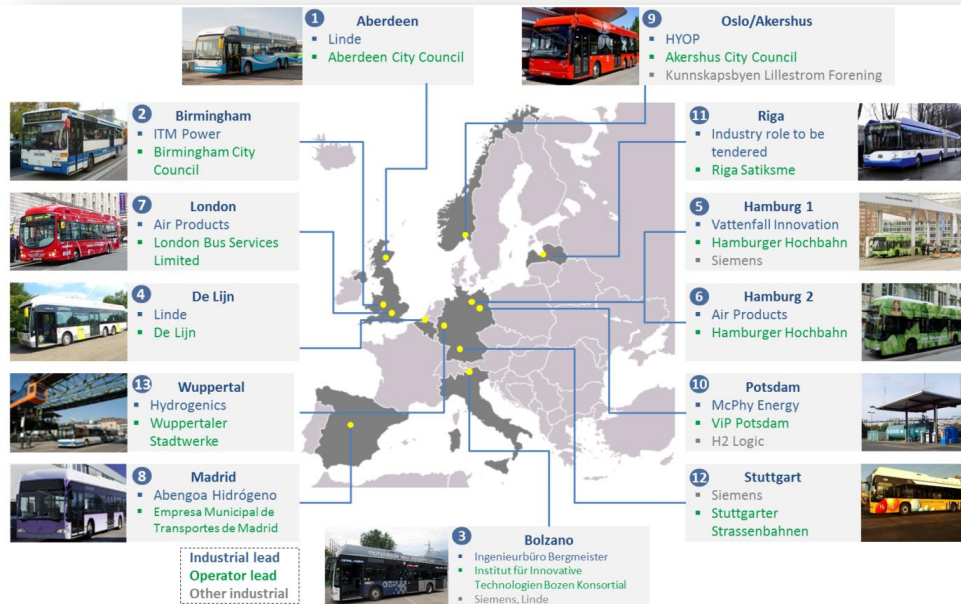 1
Aberdeen
Linde
Aberdeen City Council
9
Oslo/Akershus
HYOP
Akershus City Council
Kunnskapsbyen Lillestrom Forening
2
Birmingham
ITM Power
Birmingham City
Council
11
Riga
Industry role to be
tendered
Riga Satiksme
7
London
Air Products
London Bus Services
Limited
5
Hamburg 1
Vattenfall Innovation
Hamburger Hochbahn
Siemens
4
De Lijn
Linde
De Lijn
6
Hamburg 2
Air Products
Hamburger Hochbahn
13
Wuppertal
Hydrogenics
Wuppertaler
Stadtwerke
10
Potsdam
McPhy Energy
ViP Potsdam
H2 Logic
8
Madrid
Abengoa Hidrógeno
Empresa Municipal de
Transportes de Madrid
12
Stuttgart
Siemens
Stuttgarter
Strassenbahnen
3
Bolzano
Ingenieurbüro Bergmeister
Institut für Innovative
Technologien Bozen Konsortial
Siemens, Linde
Industrial lead
Operator lead
Other industrial